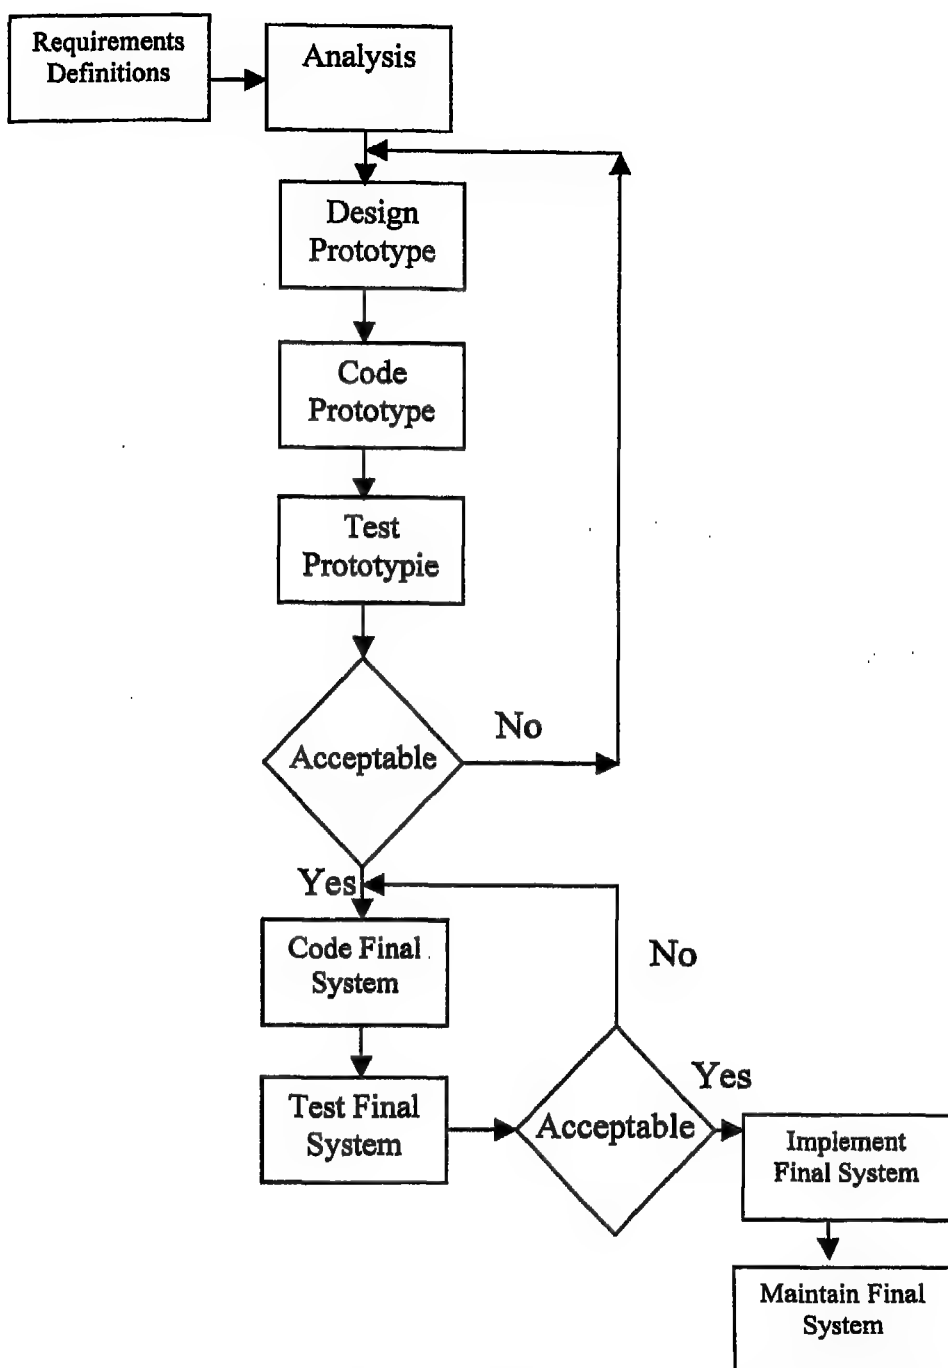 Requirements
Definitions
Analysis
Design
Prototype
Code
Prototype
Test
Prototypie
Acceptable
No
Yes
Code Final
System
No
Test Final
System
Acceptable
Yes
Implement
Final System
Maintain Final
System